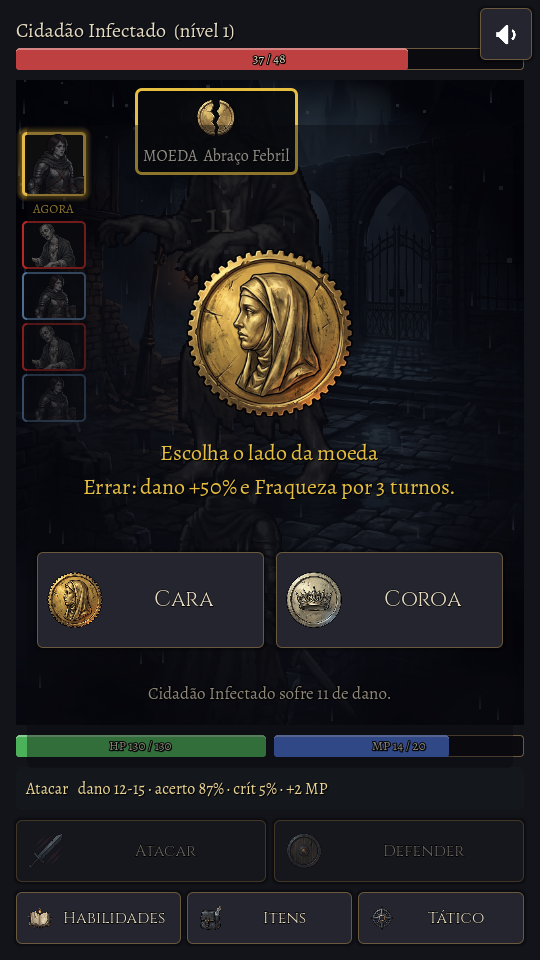 Cidadão Infectado (nível 1)
37 / 48
MOEDA Abraço Febril
-11
AGORA
Escolha o lado da moeda
Errar: dano +50% e Fraqueza por 3 turnos.
Cara
Coroa
Cidadão Infectado sofre 11 de dano.
HP 130 / 130
MP 14 / 20
Atacar dano 12-15 · acerto 87% · crít 5% · +2 MP
Atacar
Defender
Habilidades
Itens
Tático